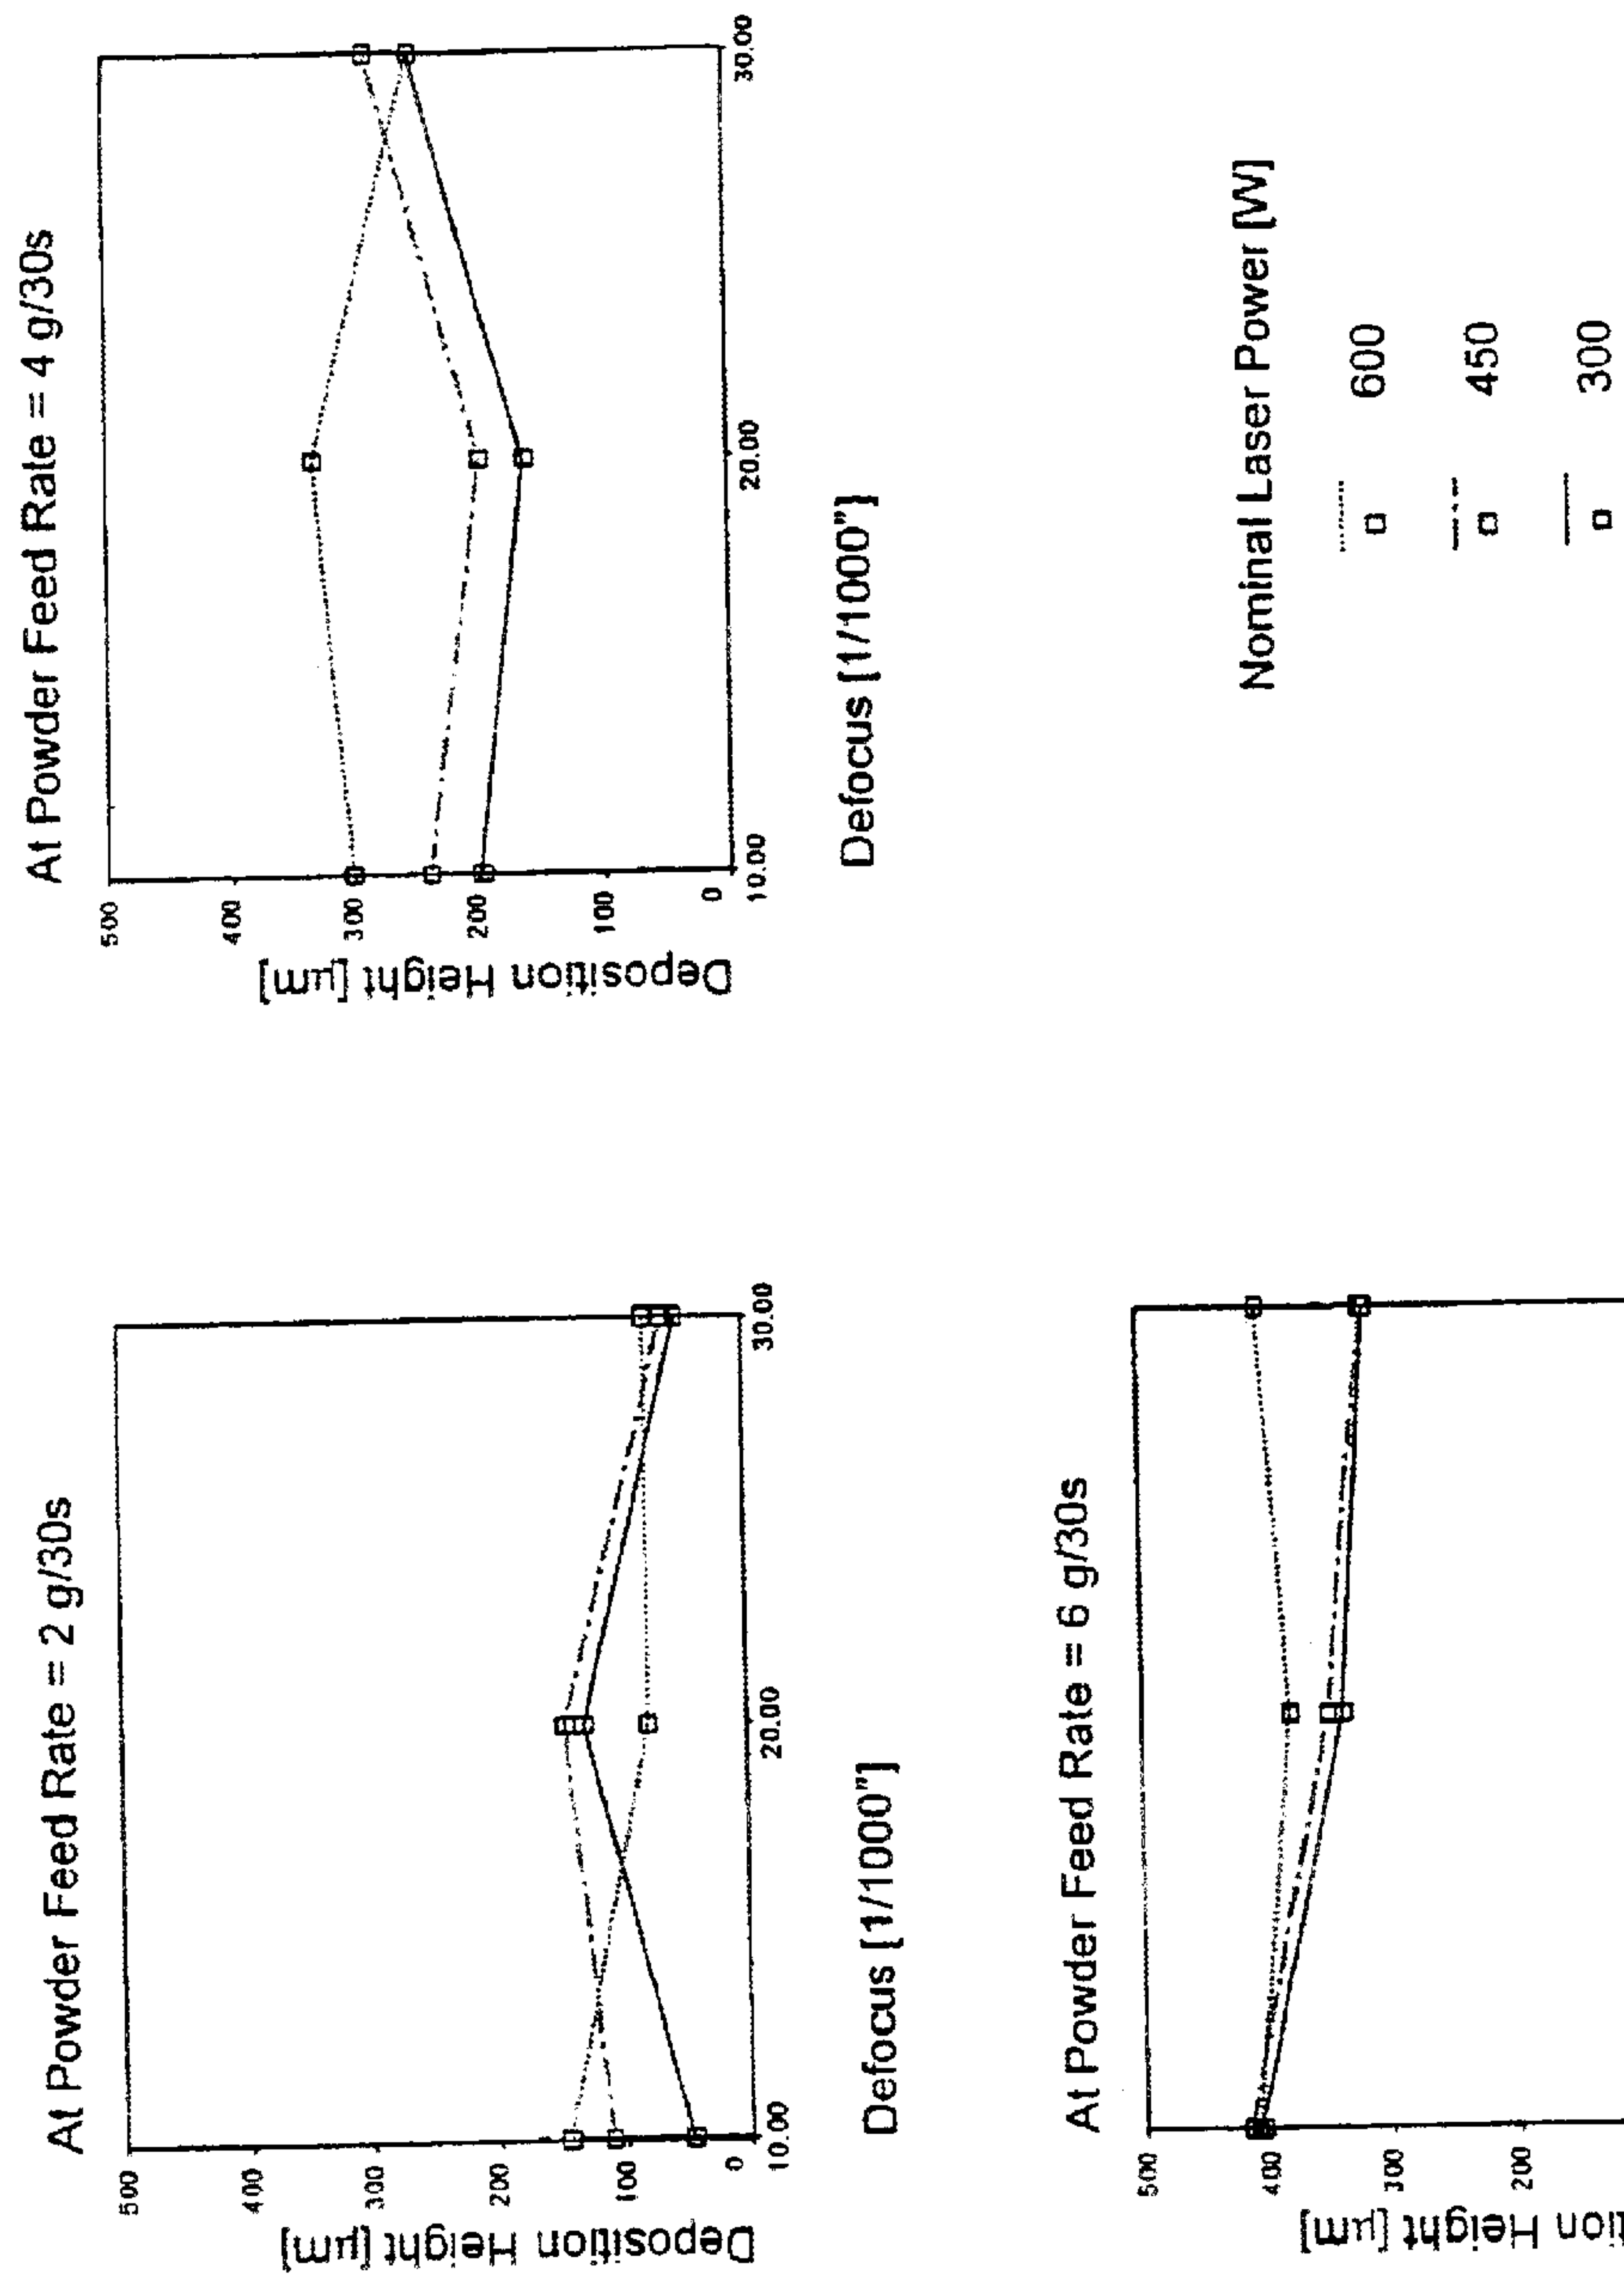 At Powder Feed Rate = 2 g/30s
Deposition Height [µm]
500
400
300
200
100
0
10.00
20.00
30.00
Defocus [1/1000"]
At Powder Feed Rate = 4 g/30s
Deposition Height [µm]
500
400
300
200
100
0
10.00
20.00
30.00
Defocus [1/1000"]
At Powder Feed Rate = 6 g/30s
tion Height [µm]
500
400
300
200
Nominal Laser Power [W]
600
450
300